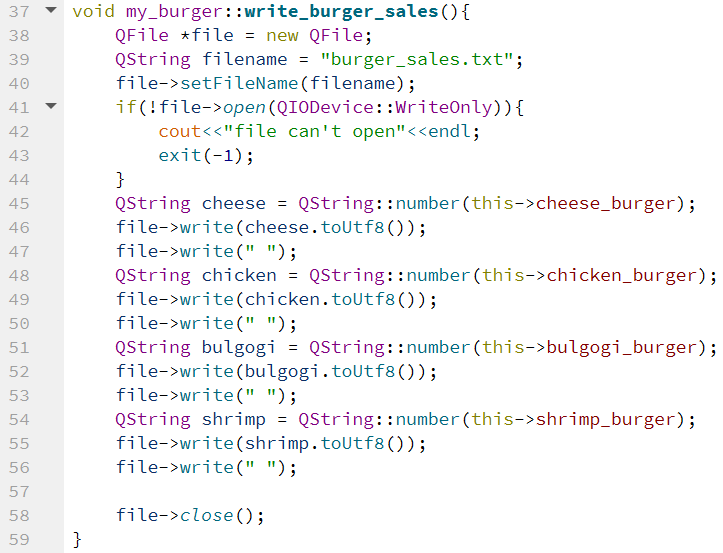 37 void my_burger::write_burger_sales(){
38     QFile *file = new QFile;
39     QString filename = "burger_sales.txt";
40     file->setFileName(filename);
41     if(!file->open(QIODevice::WriteOnly)){
42         cout<<"file can't open"<<endl;
43         exit(-1);
44     }
45     QString cheese = QString::number(this->cheese_burger);
46     file->write(cheese.toUtf8());
47     file->write(" ");
48     QString chicken = QString::number(this->chicken_burger);
49     file->write(chicken.toUtf8());
50     file->write(" ");
51     QString bulgogi = QString::number(this->bulgogi_burger);
52     file->write(bulgogi.toUtf8());
53     file->write(" ");
54     QString shrimp = QString::number(this->shrimp_burger);
55     file->write(shrimp.toUtf8());
56     file->write(" ");
57
58     file->close();
59 }